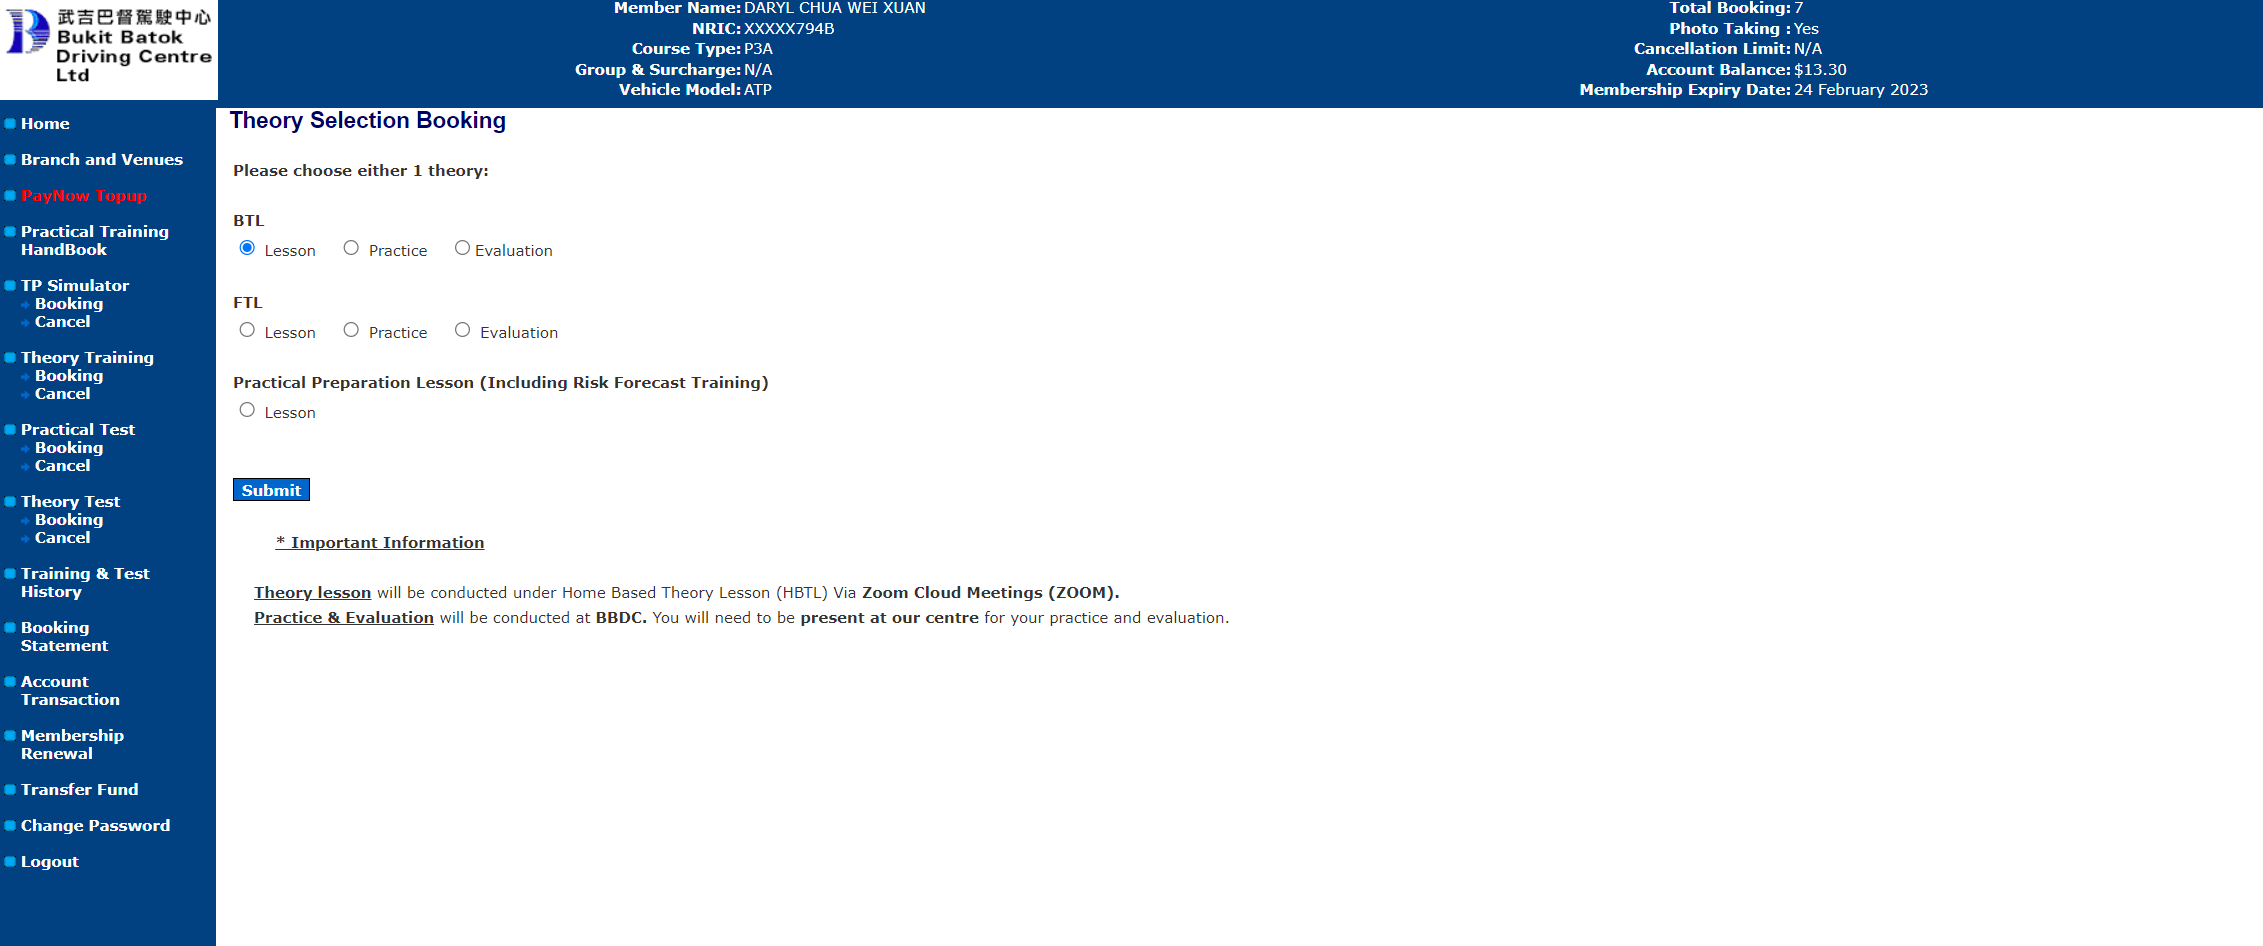 武吉巴督駕駛中心
Bukit Batok
Driving Centre
Ltd
Member Name: DARYL CHUA WEI XUAN
NRIC: XXXXX794B
Course Type: P3A
Group & Surcharge: N/A
Vehicle Model: ATP
Total Booking: 7
Photo Taking : Yes
Cancellation Limit: N/A
Account Balance: $13.30
Membership Expiry Date: 24 February 2023
Home
Branch and Venues
PayNow Topup
Practical Training
HandBook
TP Simulator
Booking
Cancel
Theory Training
Booking
Cancel
Practical Test
Booking
Cancel
Theory Test
Booking
Cancel
Training & Test
History
Booking
Statement
Account
Transaction
Membership
Renewal
Transfer Fund
Change Password
Logout
Theory Selection Booking
Please choose either 1 theory:
BTL
Lesson Practice Evaluation
FTL
Lesson Practice Evaluation
Practical Preparation Lesson (Including Risk Forecast Training)
Lesson
Submit
* Important Information
Theory lesson will be conducted under Home Based Theory Lesson (HBTL) Via Zoom Cloud Meetings (ZOOM).
Practice & Evaluation will be conducted at BBDC. You will need to be present at our centre for your practice and evaluation.